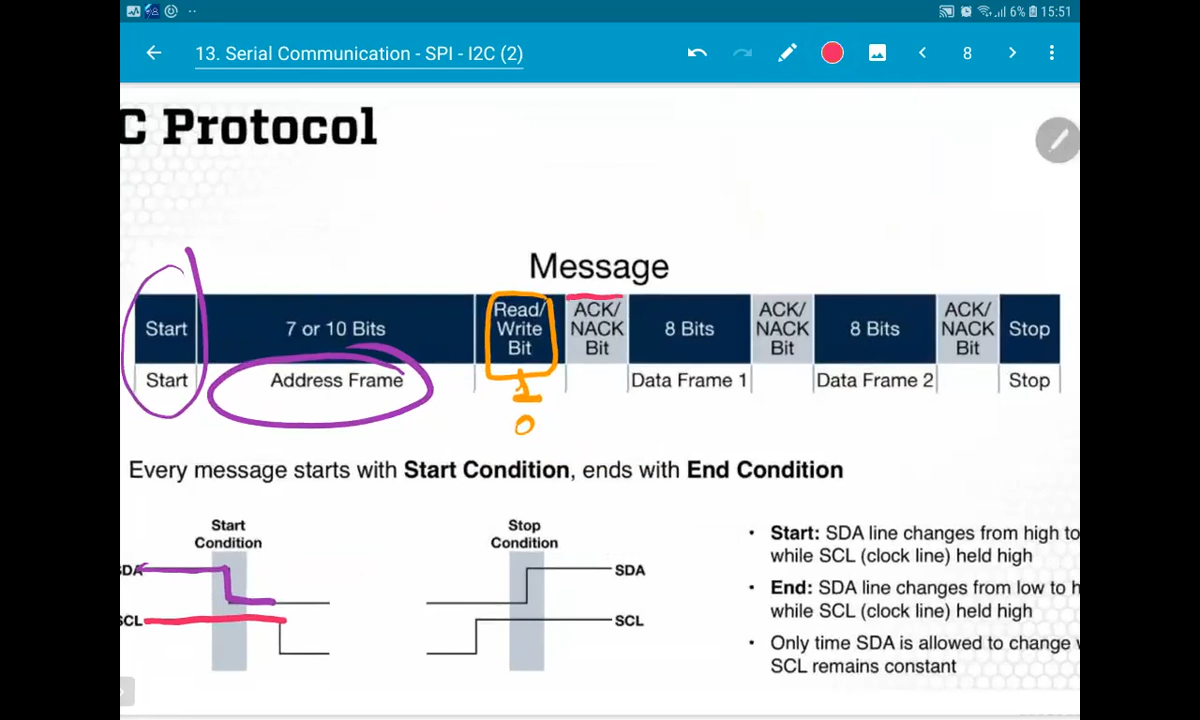 6% 15:51
13. Serial Communication - SPI - I2C (2)
8
C Protocol
Message
Start
7 or 10 Bits
Read/
Write
Bit
ACK/
NACK
Bit
8 Bits
ACK/
NACK
Bit
8 Bits
ACK/
NACK
Bit
Stop
Start
Address Frame
Data Frame 1
Data Frame 2
Stop
1
0
Every message starts with Start Condition, ends with End Condition
Start
Condition
Stop
Condition
SDA
SCL
SDA
SCL
• Start: SDA line changes from high to
while SCL (clock line) held high
• End: SDA line changes from low to h
while SCL (clock line) held high
• Only time SDA is allowed to change
SCL remains constant